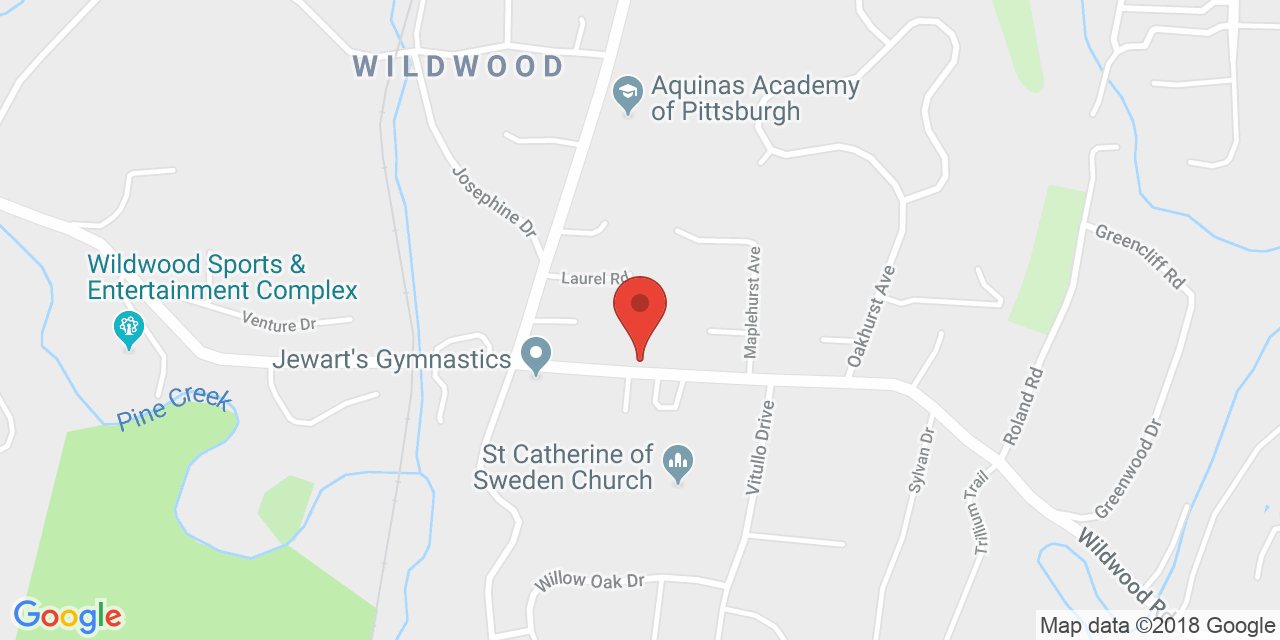 WILDWOOD
Aquinas Academy
of Pittsburgh
Josephine Dr
Greencliff Rd
Wildwood Sports &
Entertainment Complex
Laurel Rd
Maplehurst Ave
Oakhurst Ave
Venture Dr
Jewart's Gymnastics
Pine Creek
Roland Rd
Vitullo Drive
Sylvan Dr
Greenwood Dr
St Catherine of
Sweden Church
Trillium Trail
Willow Oak Dr
Wildwood Rd
Google
Map data ©2018 Google